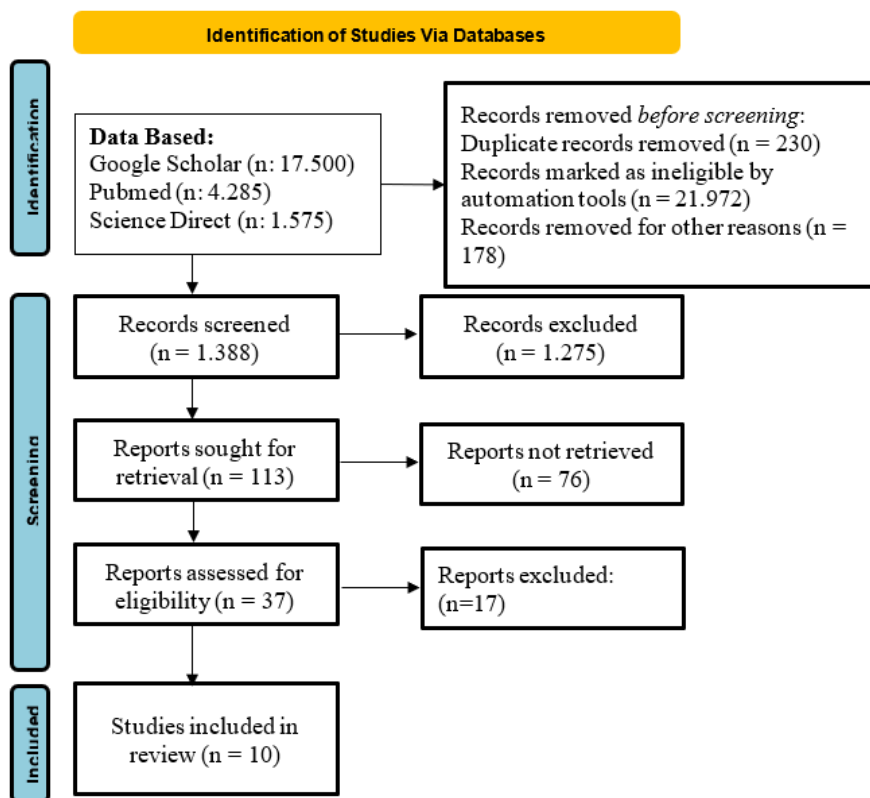 Identification of Studies Via Databases
Identification
Data Based:
Google Scholar (n: 17.500)
Pubmed (n: 4.285)
Science Direct (n: 1.575)
Records removed before screening:
Duplicate records removed (n = 230)
Records marked as ineligible by
automation tools (n = 21.972)
Records removed for other reasons (n =
178)
Screening
Records screened
(n = 1.388)
Records excluded
(n = 1.275)
Reports sought for
retrieval (n = 113)
Reports not retrieved
(n = 76)
Reports assessed for
eligibility (n = 37)
Reports excluded:
(n=17)
Included
Studies included in
review (n = 10)